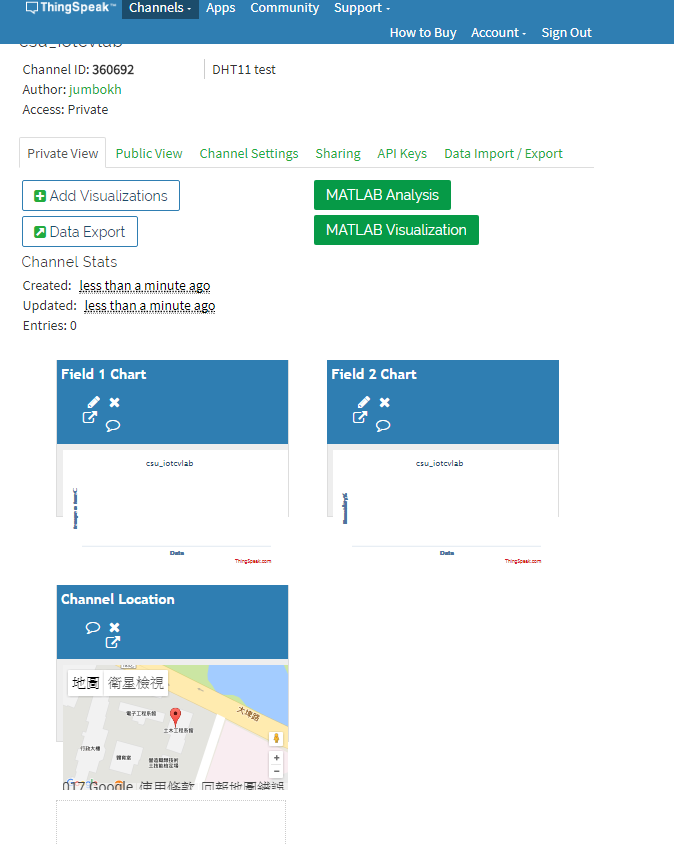 ThingSpeak™ Channels Apps Community Support
How to Buy Account Sign Out
csu_iotcvlab
Channel ID: 360692
DHT11 test
Author: jumbokh
Access: Private
Private View Public View Channel Settings Sharing API Keys Data Import / Export
Add Visualizations
MATLAB Analysis
Data Export
MATLAB Visualization
Channel Stats
Created: less than a minute ago
Updated: less than a minute ago
Entries: 0
Field 1 Chart
Field 2 Chart
csu_iotcvlab
csu_iotcvlab
Date
Date
ThingSpeak.com
ThingSpeak.com
Channel Location
地圖 衛星檢視
電子工程系館
大埤路
土木工程系館
行政大樓
體育室
Google
017 Google 使用條款 回報地圖錯誤